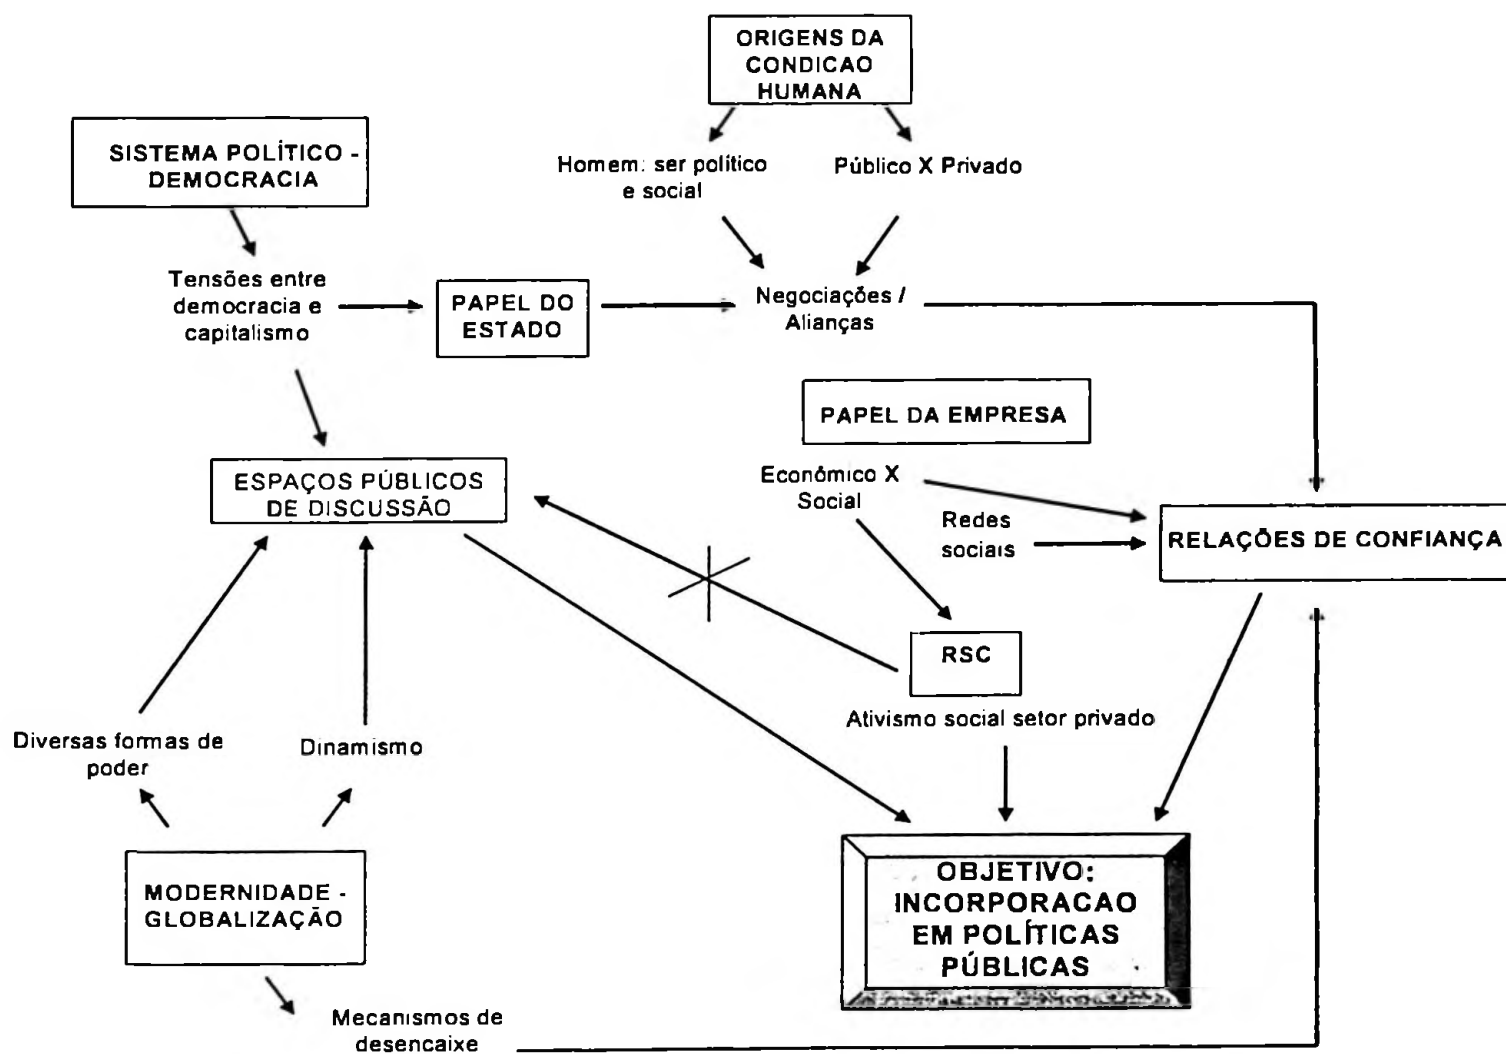 ORIGENS DA
CONDICAO
HUMANA
SISTEMA POLÍTICO -
DEMOCRACIA
Homem: ser político
e social
Público X Privado
Tensões entre
democracia e
capitalismo
PAPEL DO
ESTADO
Negociações /
Alianças
PAPEL DA EMPRESA
ESPAÇOS PÚBLICOS
DE DISCUSSÃO
Econômico X
Social
Redes
sociais
RELAÇÕES DE CONFIANÇA
RSC
Ativismo social setor privado
Diversas formas de
poder
Dinamismo
MODERNIDADE -
GLOBALIZAÇÃO
OBJETIVO:
INCORPORACAO
EM POLÍTICAS
PÚBLICAS
Mecanismos de
desencaixe